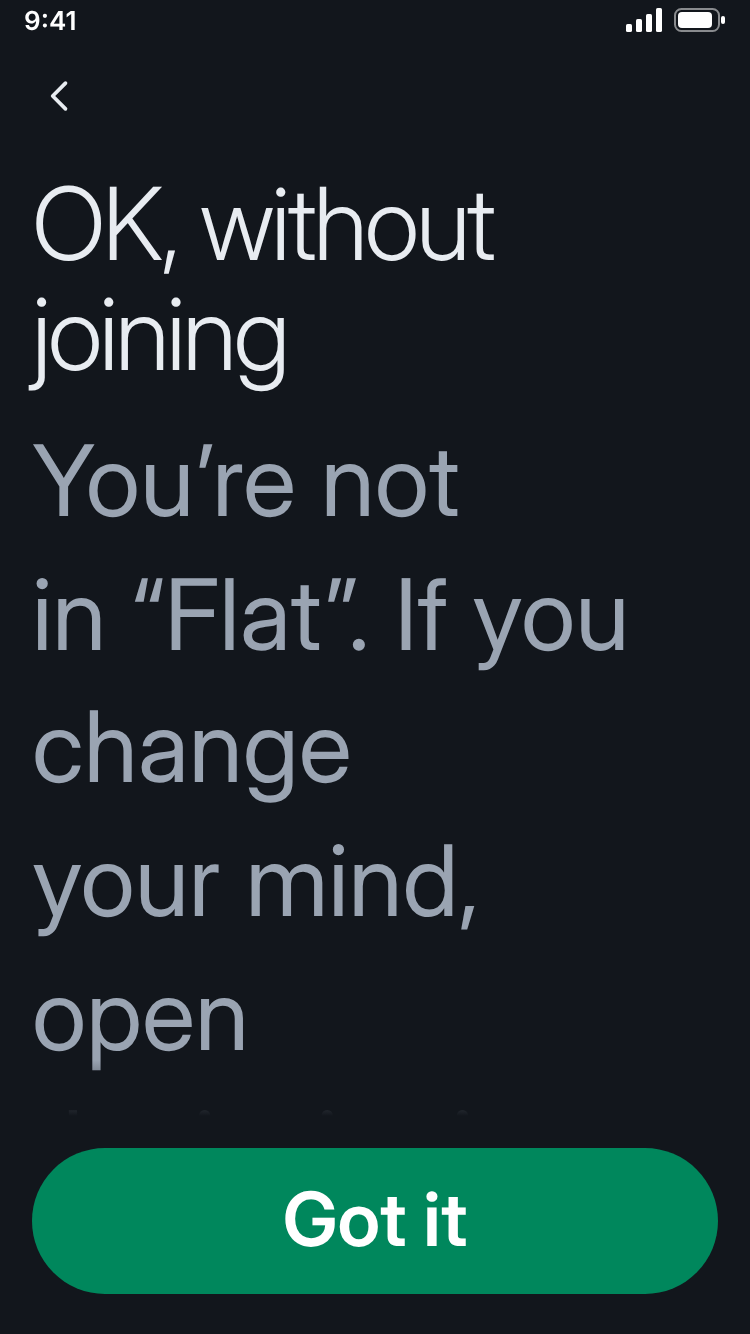 9:41
OK, without
joining
You’re not
in “Flat”. If you
change
your mind,
open
Got it